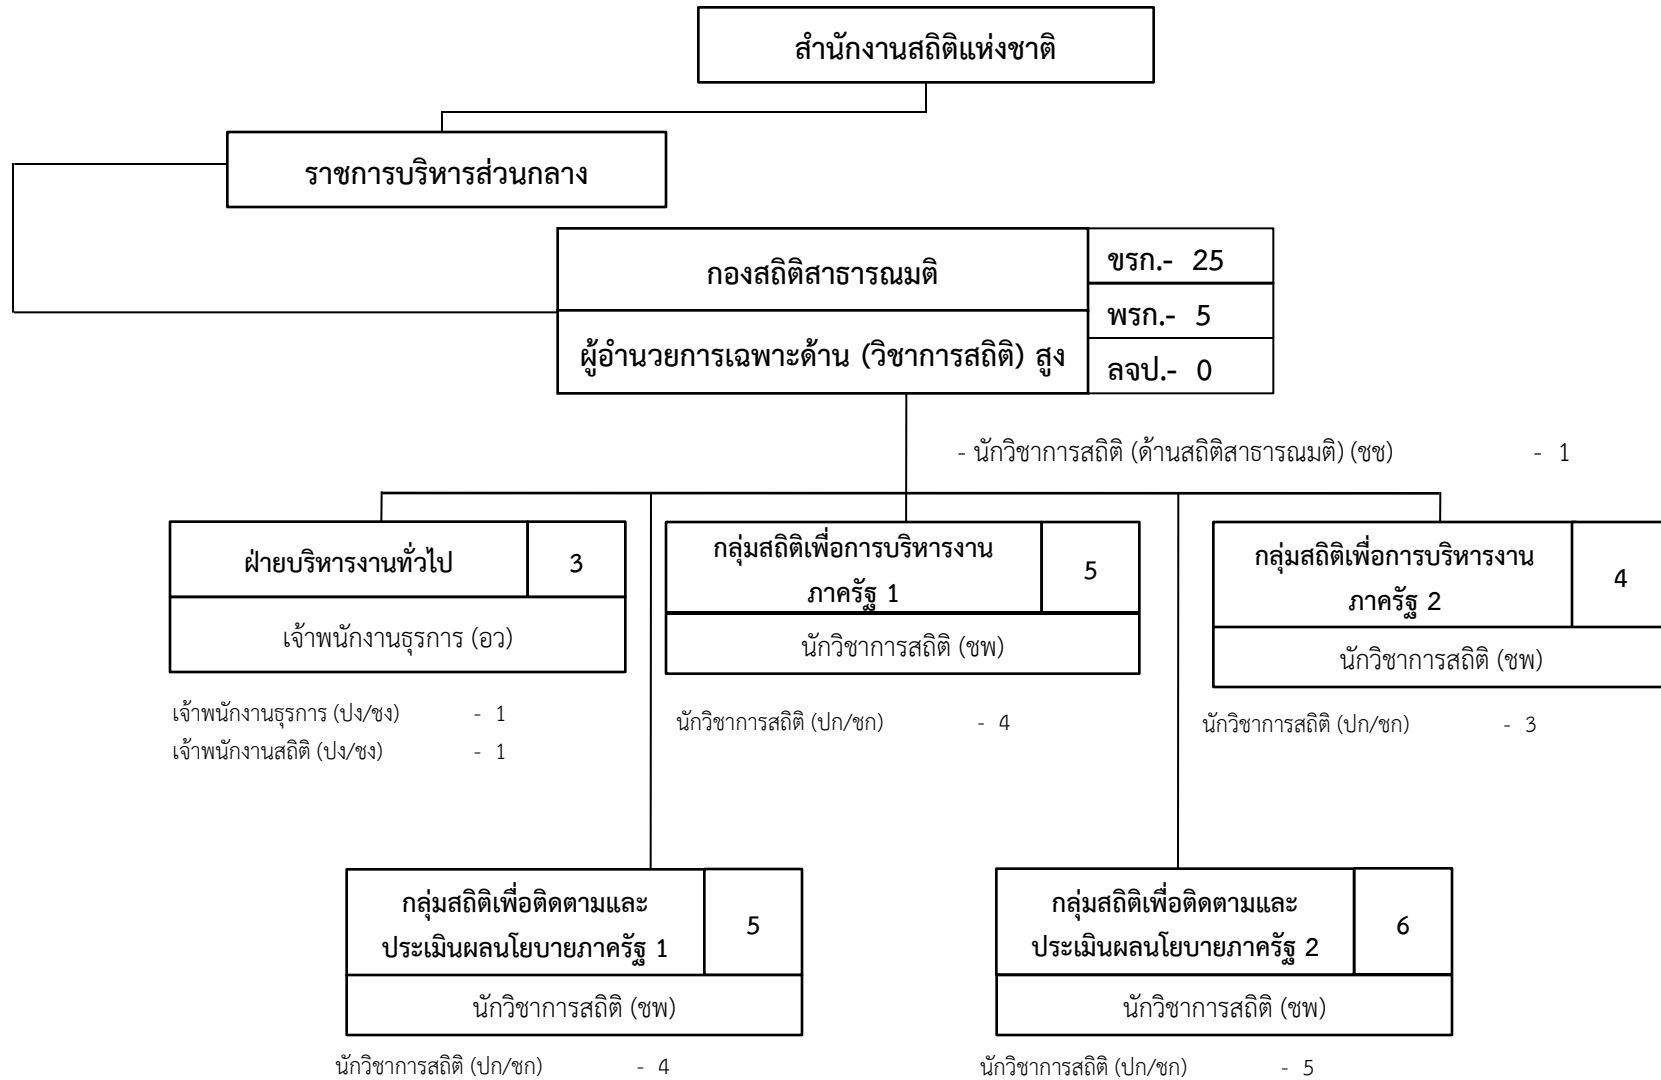 สำนักงานสถิติแห่งชาติ
ราชการบริหารส่วนกลาง
กองสถิติสาธารณมติ
ขรก.- 25
พรก.- 5
ผู้อำนวยการเฉพาะด้าน (วิชาการสถิติ) สูง
ลจป.- 0
- นักวิชาการสถิติ (ด้านสถิติสาธารณมติ) (ชช) - 1
ฝ่ายบริหารงานทั่วไป 3
เจ้าพนักงานธุรการ (อว)
เจ้าพนักงานธุรการ (ปง/ชง) - 1
เจ้าพนักงานสถิติ (ปง/ชง) - 1
กลุ่มสถิติเพื่อการบริหารงาน
ภาครัฐ 1
5
นักวิชาการสถิติ (ชพ)
นักวิชาการสถิติ (ปก/ชก) - 4
กลุ่มสถิติเพื่อการบริหารงาน
ภาครัฐ 2
4
นักวิชาการสถิติ (ชพ)
นักวิชาการสถิติ (ปก/ชก) - 3
กลุ่มสถิติเพื่อติดตามและ
ประเมินผลนโยบายภาครัฐ 1
5
นักวิชาการสถิติ (ชพ)
นักวิชาการสถิติ (ปก/ชก) - 4
กลุ่มสถิติเพื่อติดตามและ
ประเมินผลนโยบายภาครัฐ 2
6
นักวิชาการสถิติ (ชพ)
นักวิชาการสถิติ (ปก/ชก) - 5